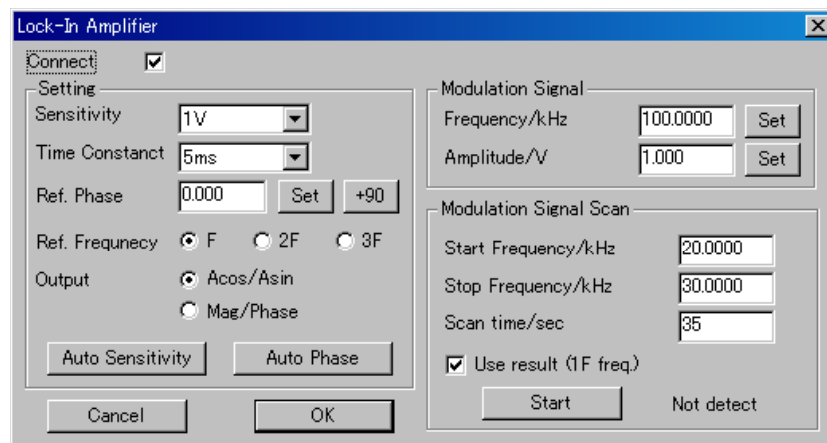 Lock-In Amplifier
Connect
Setting
Sensitivity 1V
Time Constanct 5ms
Ref. Phase 0.000 Set +90
Ref. Frequnecy F 2F 3F
Output Acos/Asin
Mag/Phase
Auto Sensitivity Auto Phase
Cancel OK
Modulation Signal
Frequency/kHz 100.0000 Set
Amplitude/V 1.000 Set
Modulation Signal Scan
Start Frequency/kHz 20.0000
Stop Frequency/kHz 30.0000
Scan time/sec 35
Use result (1F freq.)
Start Not detect